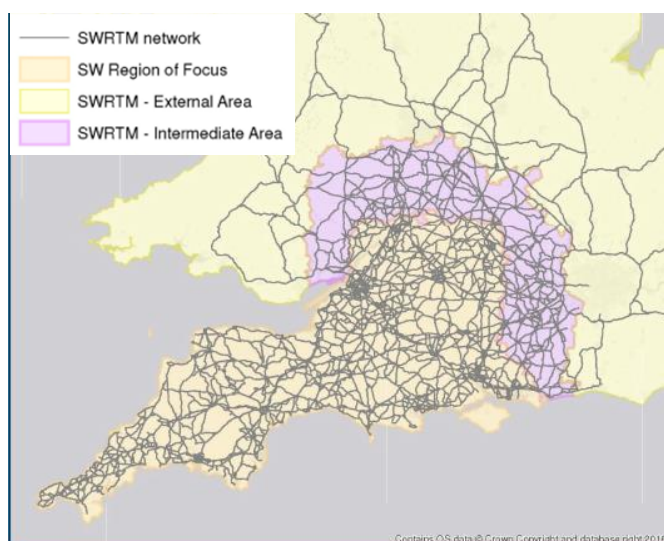 SWRTM network
SW Region of Focus
SWRTM - External Area
SWRTM - Intermediate Area
Contains OS data © Crown Copyright and database right 2016